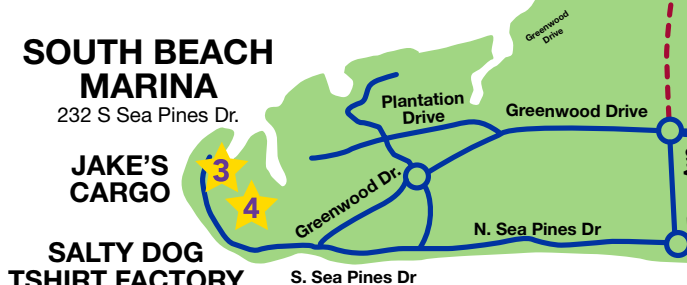 SOUTH BEACH
MARINA
232 S Sea Pines Dr.
JAKE'S
CARGO
SALTY DOG
TSHIRT FACTORY
3
4
Greenwood
Drive
Plantation
Drive
Greenwood Drive
Greenwood Dr.
N. Sea Pines Dr
S. Sea Pines Dr